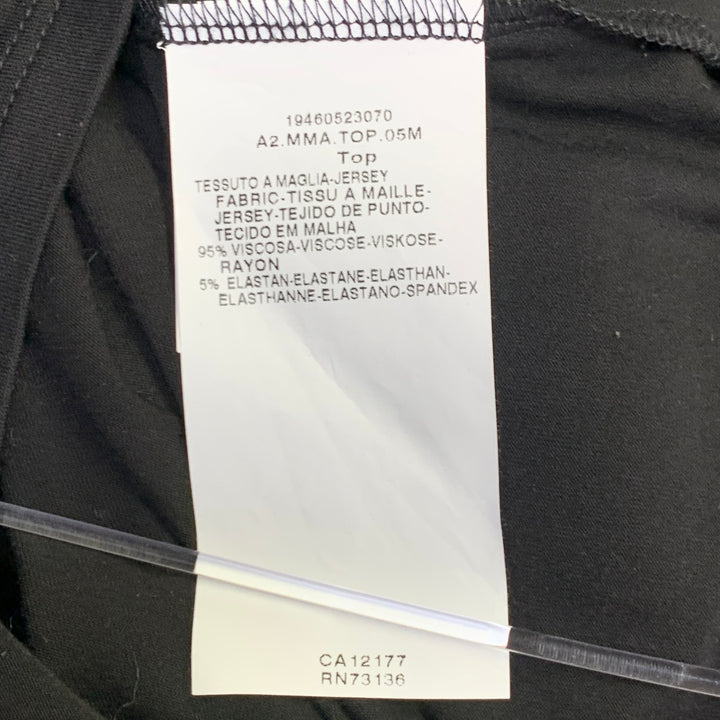 19460523070
A2.MMA.TOP.05M
Top
TESSUTO A MAGLIA-JERSEY
FABRIC-TISSU A MAILLE-
JERSEY-TEJIDO DE PUNTO-
TECIDO EM MALHA
95% VISCOSA-VISCOSE-VISKOSE-
RAYON
5% ELASTAN-ELASTANE-ELASTHAN-
ELASTHANNE-ELASTANO-SPANDEX
CA12177
RN73136